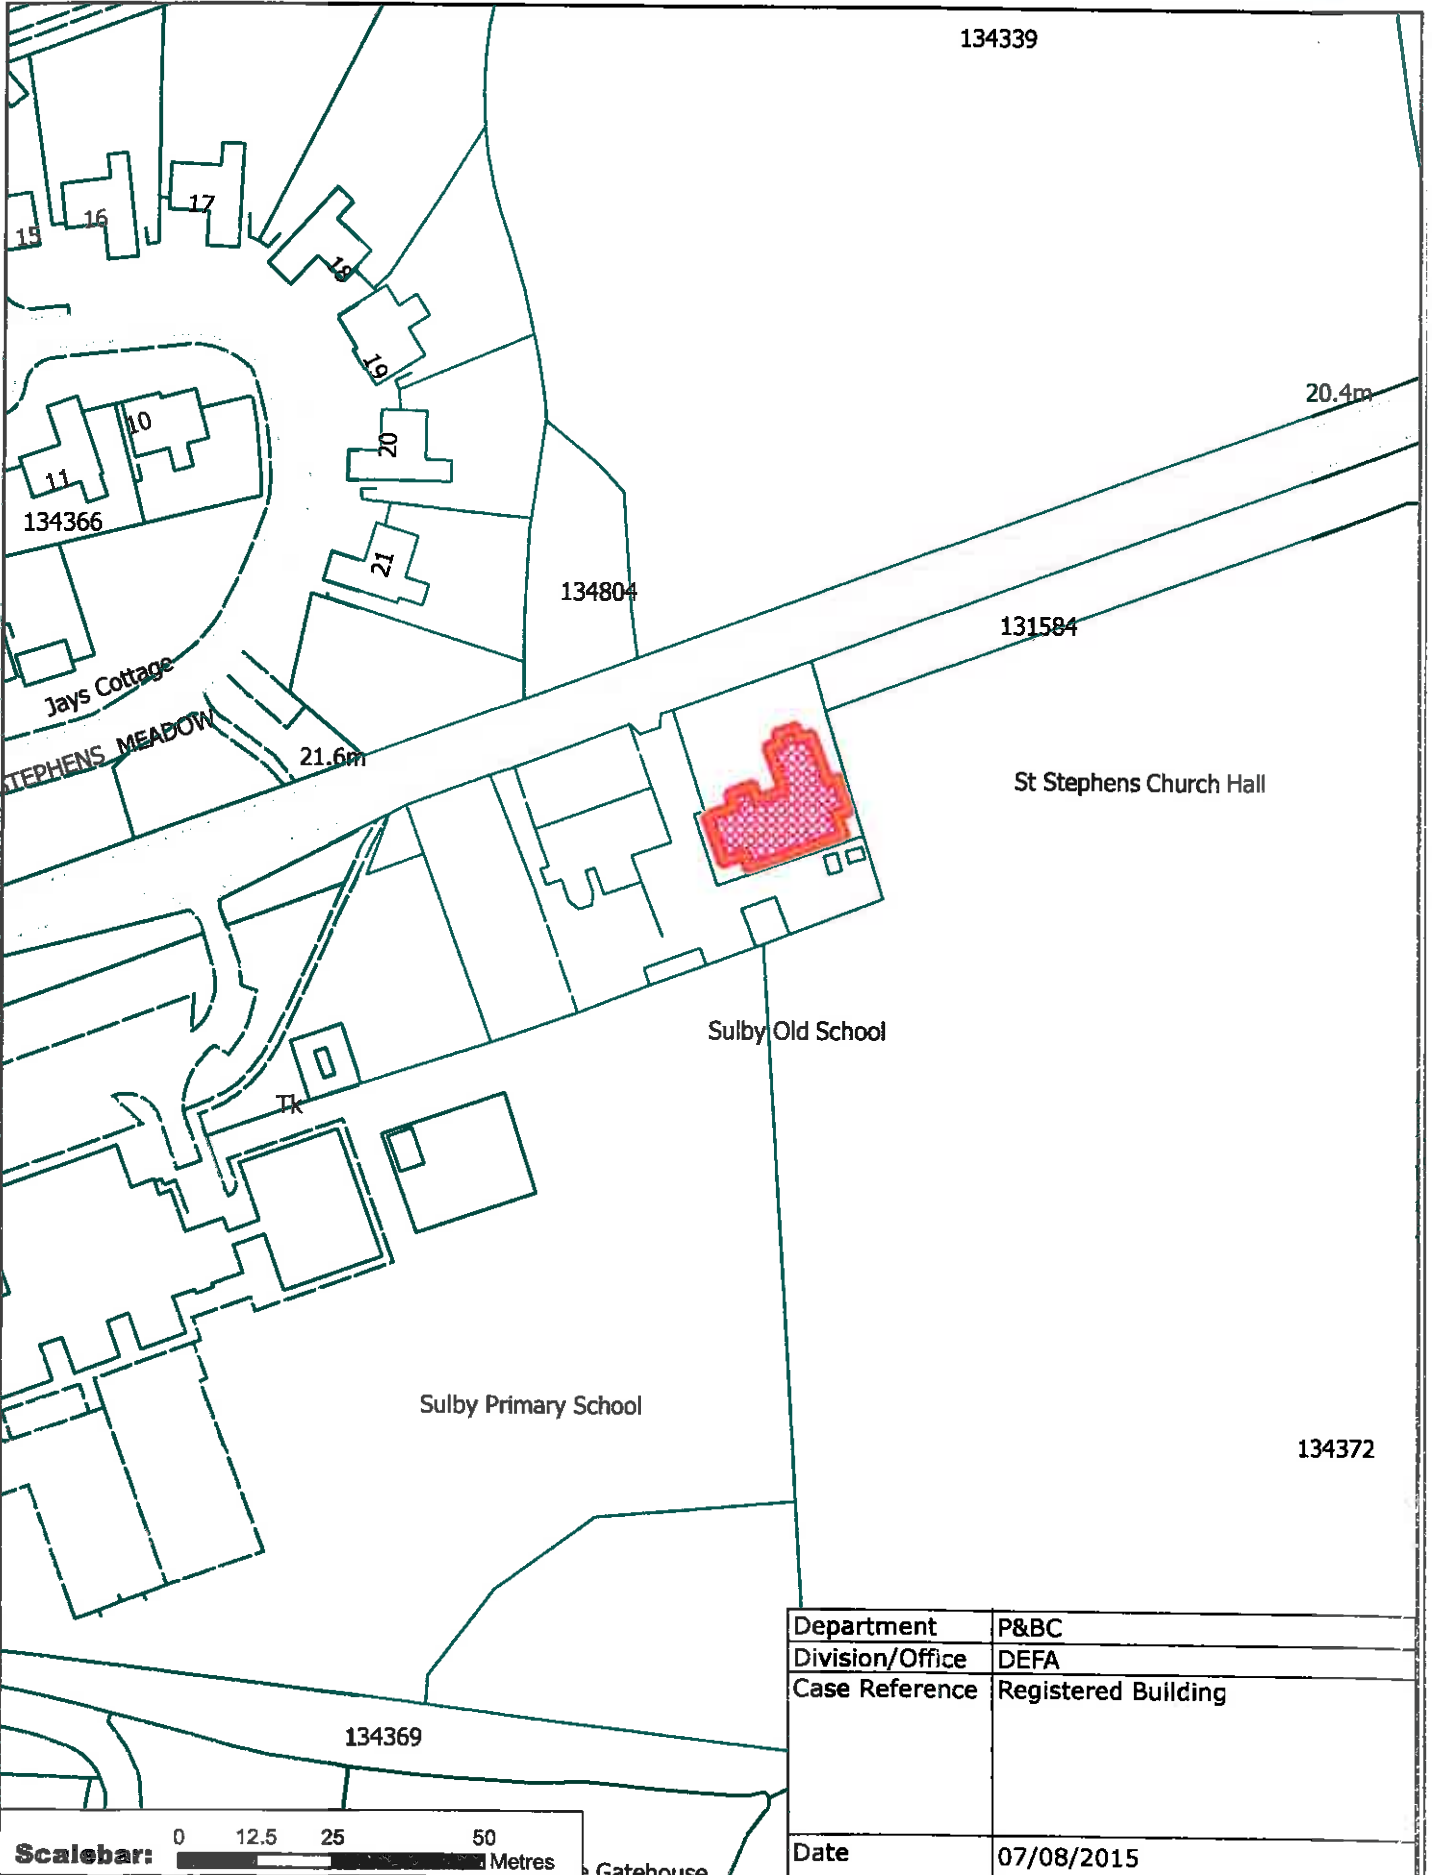 134339
17
16
15
18
19
20.4m
10
20
11
134366
21
134804
131584
Jays Cottage
STEPHENS MEADOW
21.6m
St Stephens Church Hall
Sulby Old School
Tk
Sulby Primary School
134372
Department P&BC
Division/Office DEFA
Case Reference Registered Building
134369
Scalebar: 0 12.5 25 50 Metres
Gatehouse
Date 07/08/2015